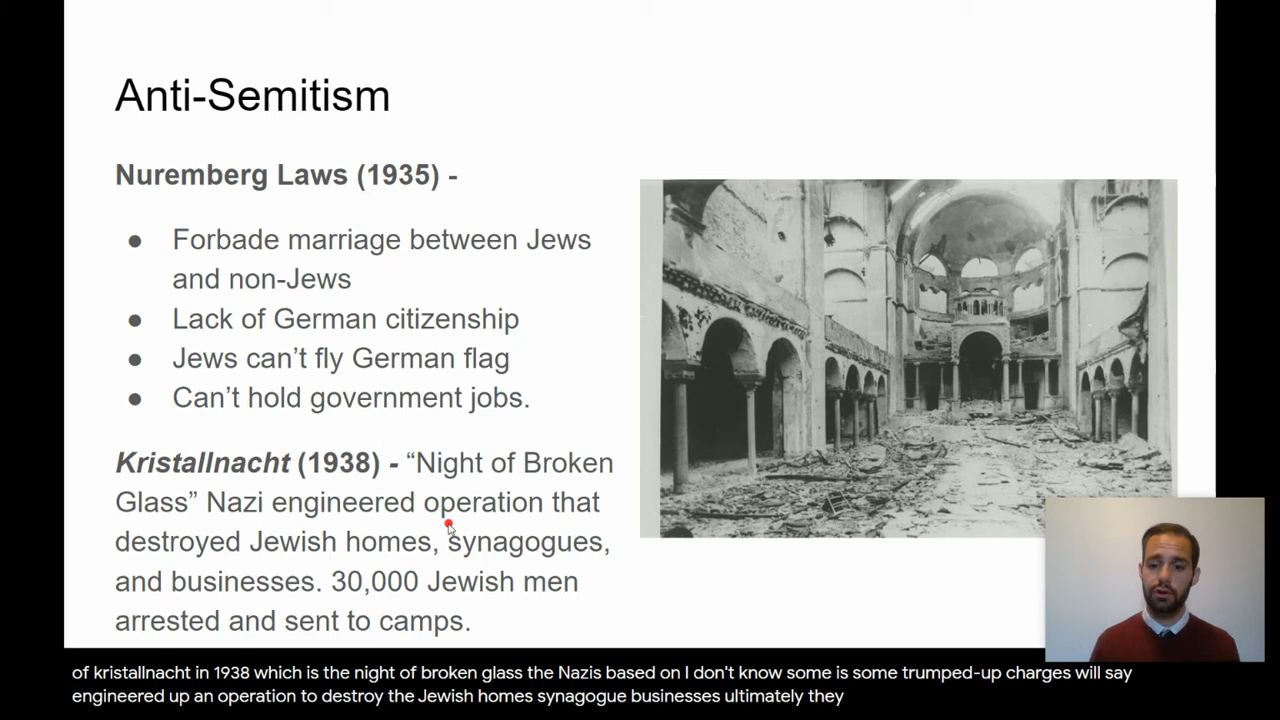 Anti-Semitism
Nuremberg Laws (1935) -
● Forbade marriage between Jews
and non-Jews
● Lack of German citizenship
● Jews can’t fly German flag
● Can’t hold government jobs.
Kristallnacht (1938) - “Night of Broken
Glass” Nazi engineered operation that
destroyed Jewish homes, synagogues,
and businesses. 30,000 Jewish men
arrested and sent to camps.
of kristallnacht in 1938 which is the night of broken glass the Nazis based on I don't know some is some trumped-up charges will say
engineered up an operation to destroy the Jewish homes synagogue businesses ultimately they